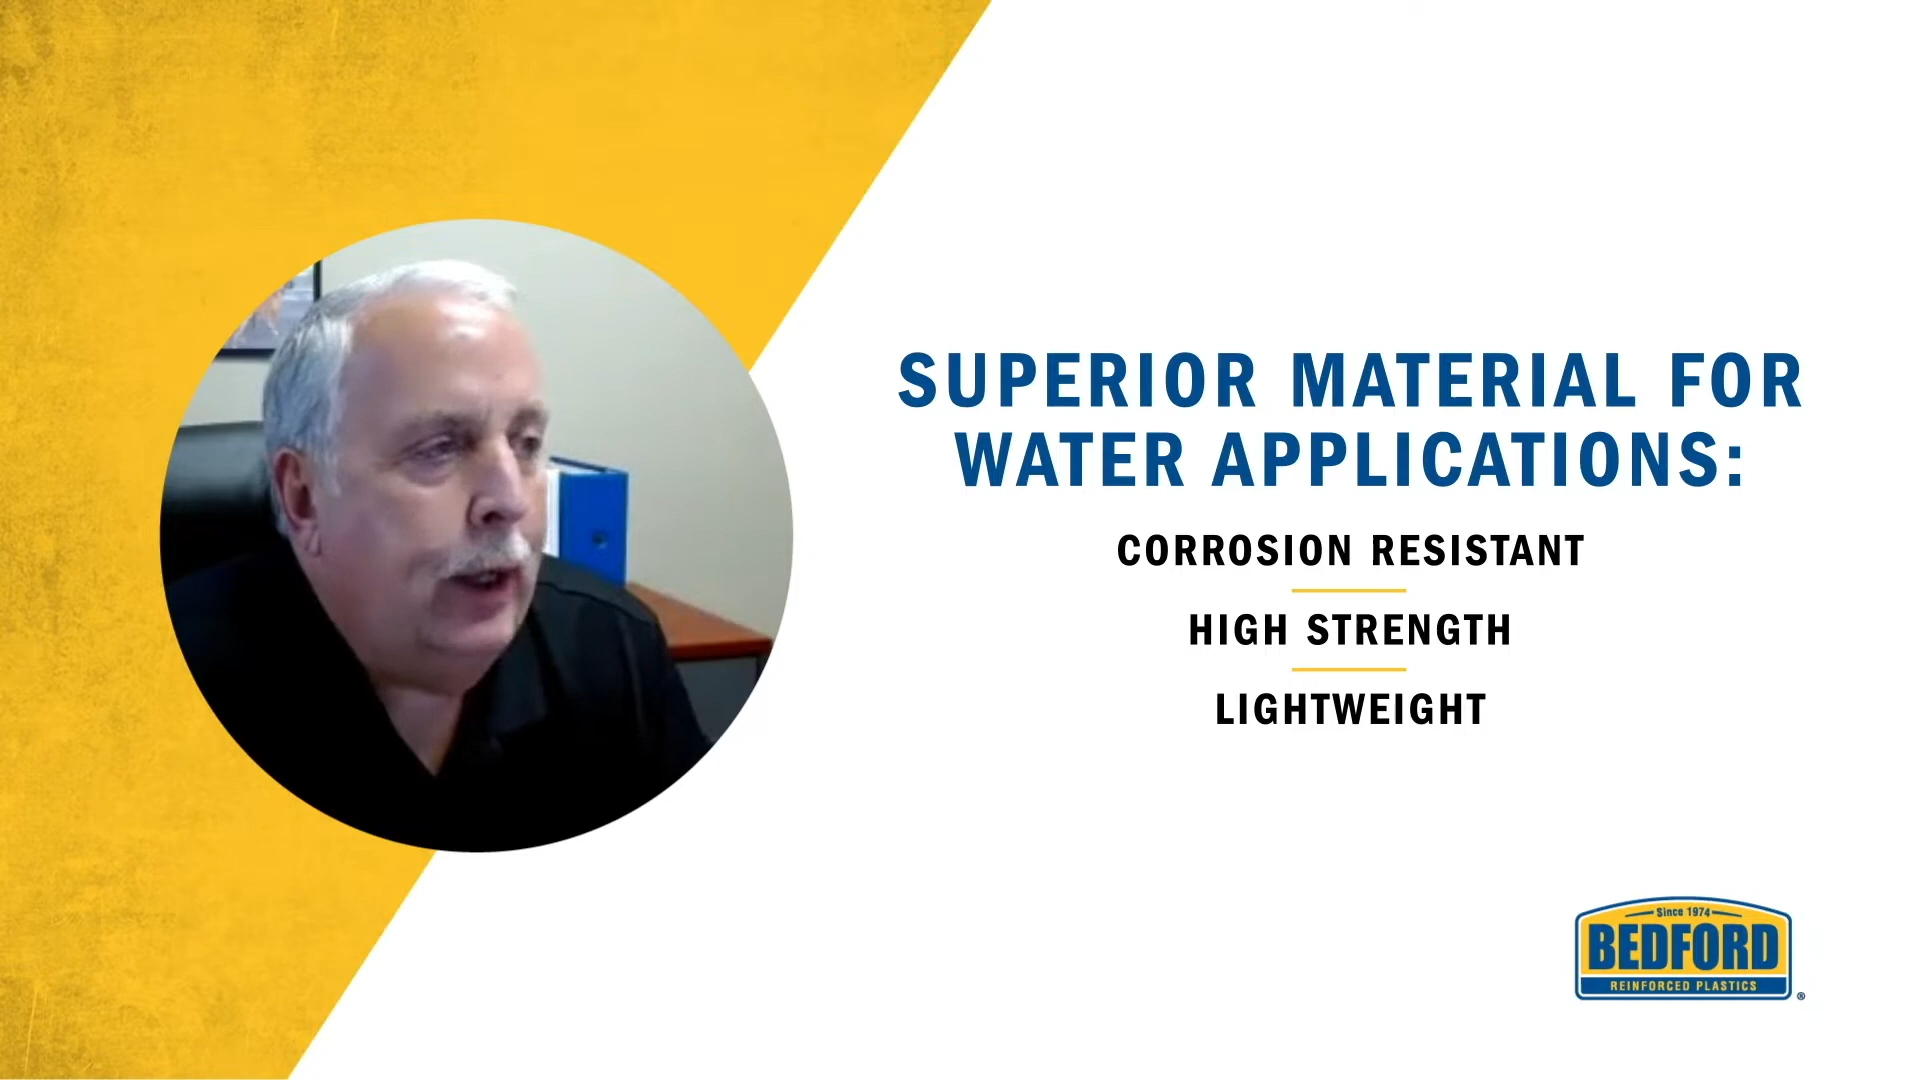 SUPERIOR MATERIAL FOR
WATER APPLICATIONS:
CORROSION RESISTANT
HIGH STRENGTH
LIGHTWEIGHT
Since 1974
BEDFORD
REINFORCED PLASTICS
®